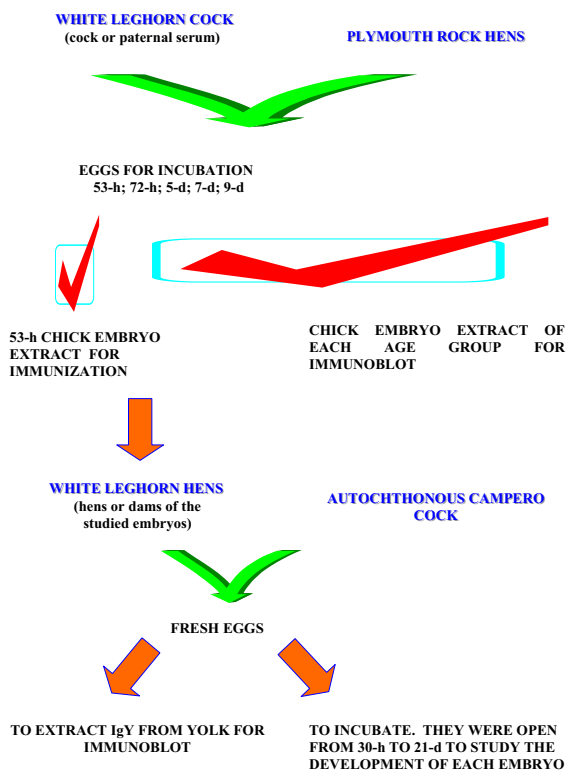 WHITE LEGHORN COCK
(cock or paternal serum)
PLYMOUTH ROCK HENS
EGGS FOR INCUBATION
53-h; 72-h; 5-d; 7-d; 9-d
53-h CHICK EMBRYO
EXTRACT FOR
IMMUNIZATION
CHICK EMBRYO EXTRACT OF
EACH AGE GROUP FOR
IMMUNOBLOT
WHITE LEGHORN HENS
(hens or dams of the
studied embryos)
AUTOCHTHONOUS CAMPERO
COCK
FRESH EGGS
TO EXTRACT IgY FROM YOLK FOR
IMMUNOBLOT
TO INCUBATE. THEY WERE OPEN
FROM 30-h TO 21-d TO STUDY THE
DEVELOPMENT OF EACH EMBRYO